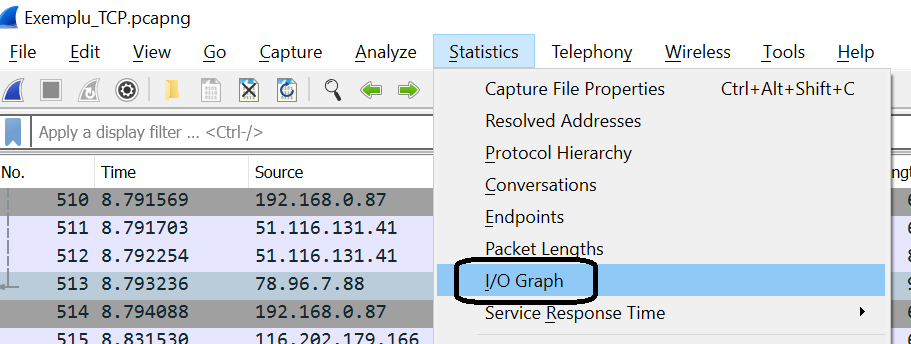 Exemplu_TCP.pcapng
File Edit View Go Capture Analyze Statistics Telephony Wireless Tools Help
Apply a display filter ... <Ctrl-/>
Capture File Properties Ctrl+Alt+Shift+C
Resolved Addresses
Protocol Hierarchy
Conversations
Endpoints
Packet Lengths
I/O Graph
Service Response Time
No. Time Source
510 8.791569 192.168.0.87
511 8.791703 51.116.131.41
512 8.792254 51.116.131.41
513 8.793236 78.96.7.88
514 8.794088 192.168.0.87
515 8.831530 116.202.179.166